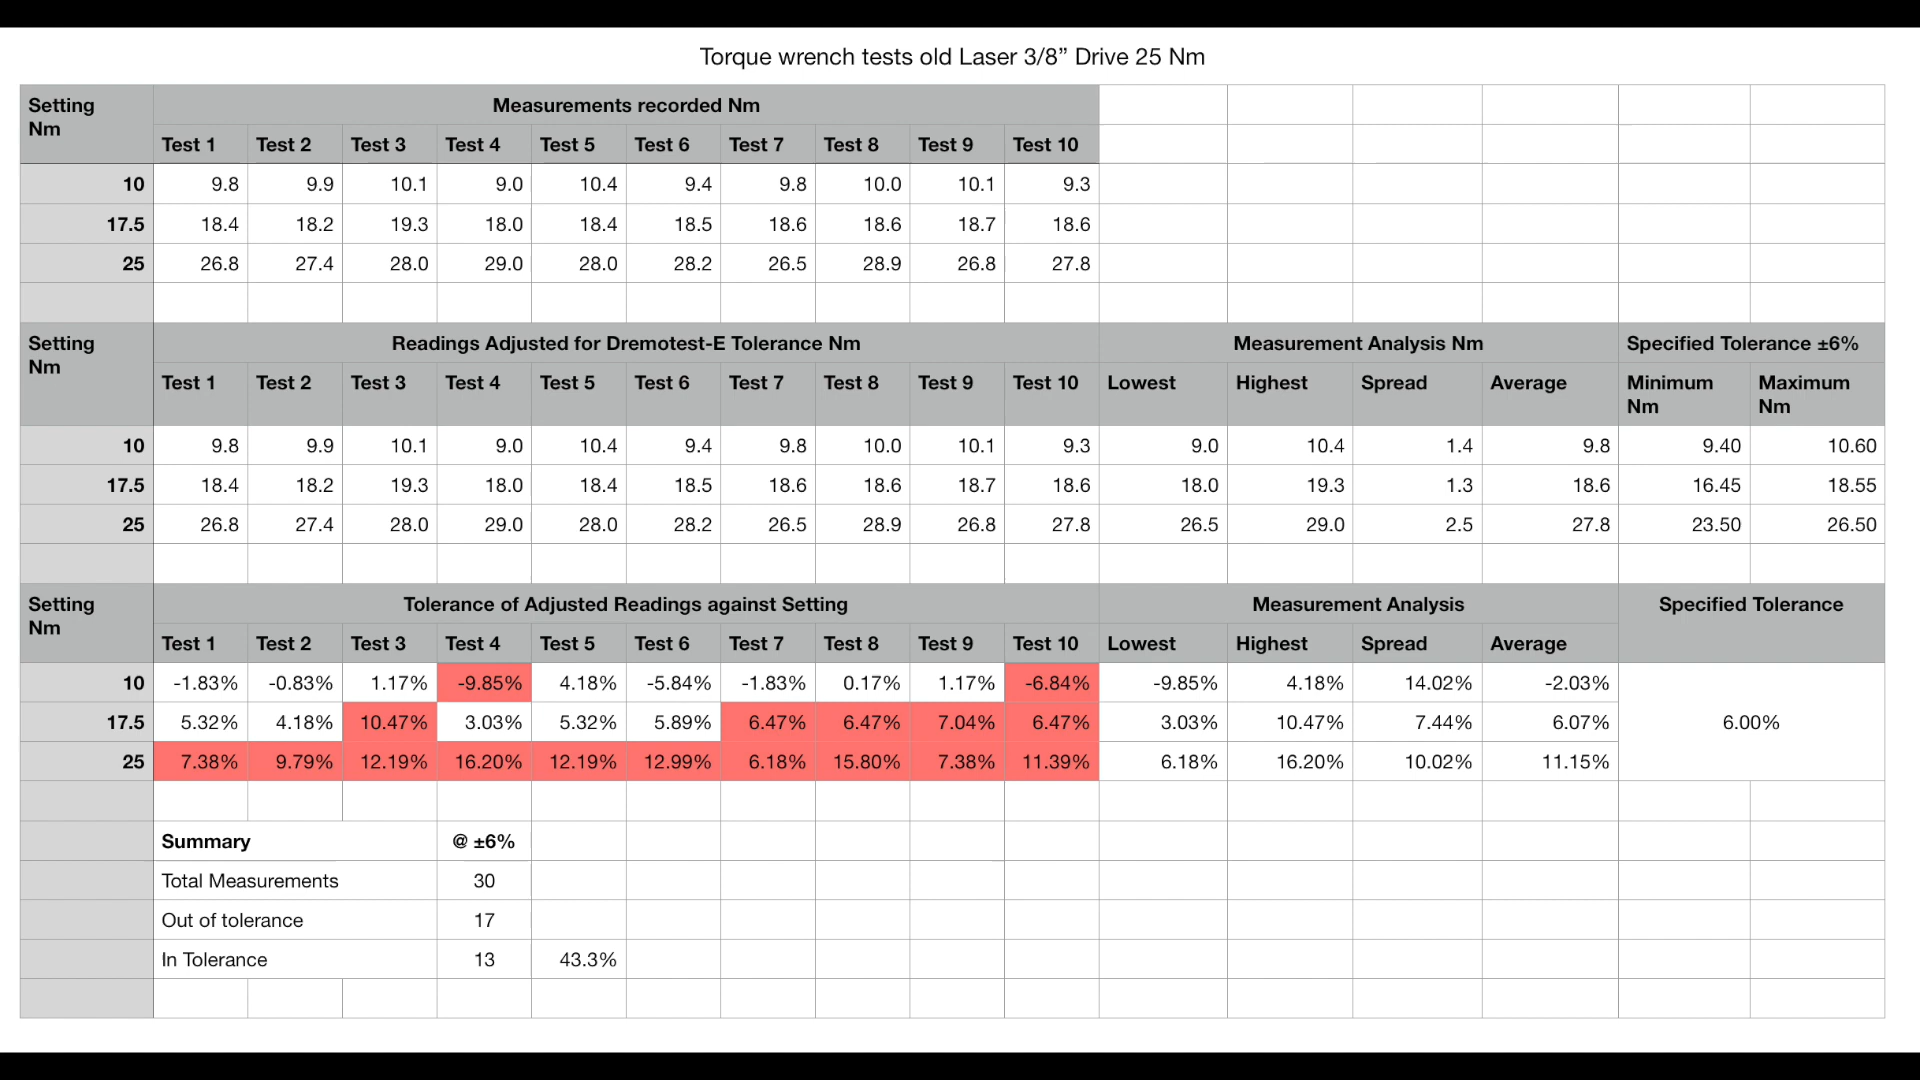 Torque wrench tests old Laser 3/8” Drive 25 Nm
Setting Nm Measurements recorded Nm
Test 1 Test 2 Test 3 Test 4 Test 5 Test 6 Test 7 Test 8 Test 9 Test 10
10 9.8 9.9 10.1 9.0 10.4 9.4 9.8 10.0 10.1 9.3
17.5 18.4 18.2 19.3 18.0 18.4 18.5 18.6 18.6 18.7 18.6
25 26.8 27.4 28.0 29.0 28.0 28.2 26.5 28.9 26.8 27.8
Setting Nm Readings Adjusted for Dremotest-E Tolerance Nm Measurement Analysis Nm Specified Tolerance ±6%
Test 1 Test 2 Test 3 Test 4 Test 5 Test 6 Test 7 Test 8 Test 9 Test 10 Lowest Highest Spread Average Minimum Nm Maximum Nm
10 9.8 9.9 10.1 9.0 10.4 9.4 9.8 10.0 10.1 9.3 9.0 10.4 1.4 9.8 9.40 10.60
17.5 18.4 18.2 19.3 18.0 18.4 18.5 18.6 18.6 18.7 18.6 18.0 19.3 1.3 18.6 16.45 18.55
25 26.8 27.4 28.0 29.0 28.0 28.2 26.5 28.9 26.8 27.8 26.5 29.0 2.5 27.8 23.50 26.50
Setting Nm Tolerance of Adjusted Readings against Setting Measurement Analysis Specified Tolerance
Test 1 Test 2 Test 3 Test 4 Test 5 Test 6 Test 7 Test 8 Test 9 Test 10 Lowest Highest Spread Average
10 -1.83% -0.83% 1.17% -9.85% 4.18% -5.84% -1.83% 0.17% 1.17% -6.84% -9.85% 4.18% 14.02% -2.03%
17.5 5.32% 4.18% 10.47% 3.03% 5.32% 5.89% 6.47% 6.47% 7.04% 6.47% 3.03% 10.47% 7.44% 6.07% 6.00%
25 7.38% 9.79% 12.19% 16.20% 12.19% 12.99% 6.18% 15.80% 7.38% 11.39% 6.18% 16.20% 10.02% 11.15%
Summary @ ±6%
Total Measurements 30
Out of tolerance 17
In Tolerance 13 43.3%